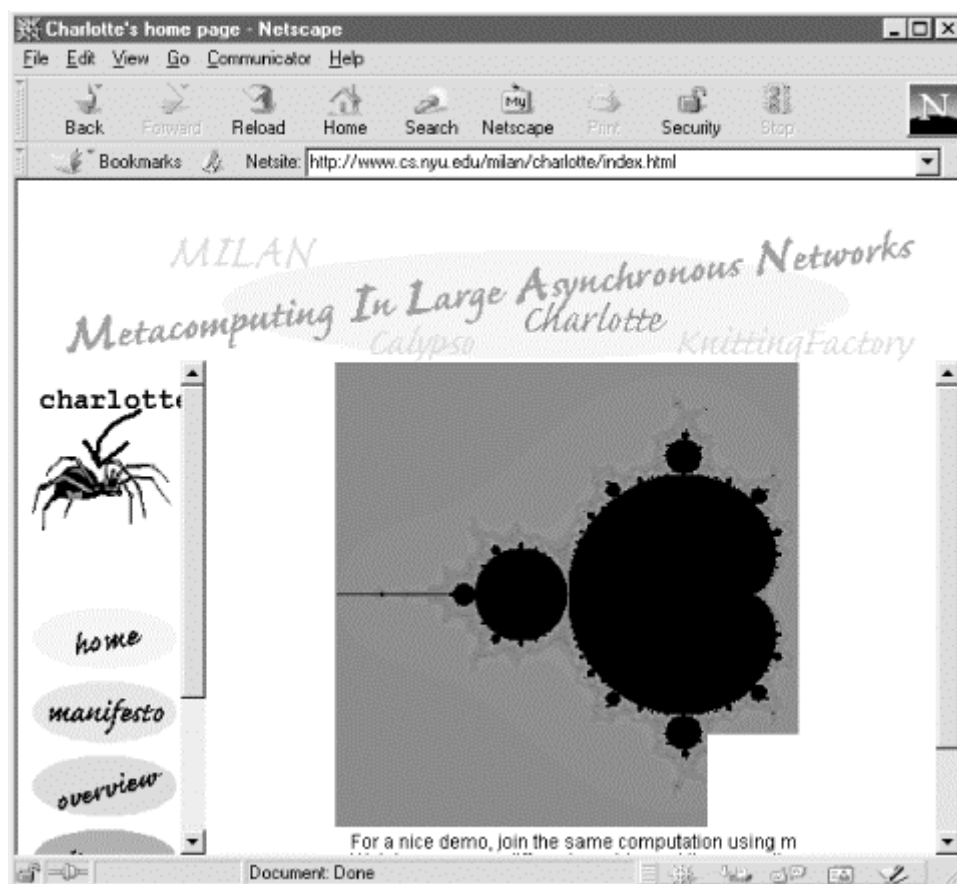 Charlotte's home page - Netscape
File Edit View Go Communicator Help
Back Forward Reload Home Search Netscape Print Security Stop
My
N
Bookmarks Netsite: http://www.cs.nyu.edu/milan/charlotte/index.html
MILAN
Metacomputing In Large Asynchronous Networks
Charlotte
Calypso KnittingFactory
charlotte
home
manifesto
overview
For a nice demo, join the same computation using m
Document: Done